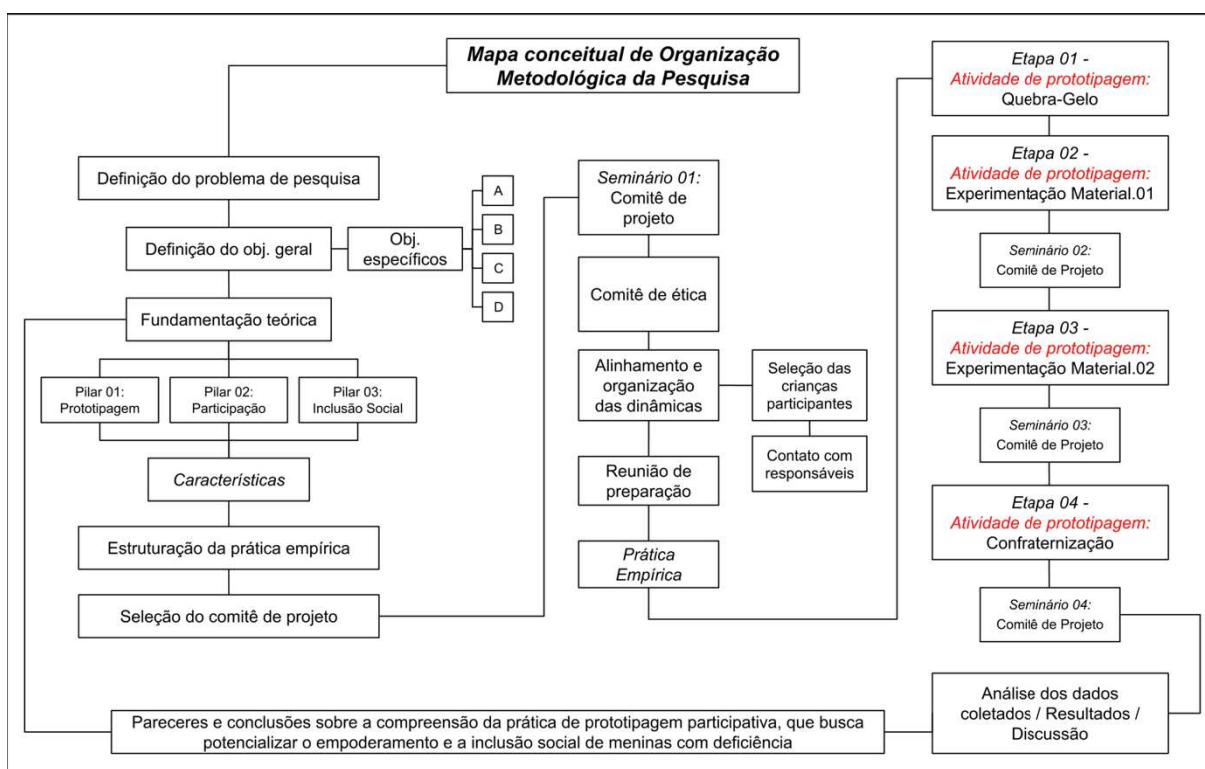 Mapa conceitual de Organização
Metodológica da Pesquisa
Definição do problema de pesquisa
Definição do obj. geral
Obj.
específicos
A
B
C
D
Fundamentação teórica
Pilar 01:
Prototipagem
Pilar 02:
Participação
Pilar 03:
Inclusão Social
Características
Estruturação da prática empírica
Seleção do comitê de projeto
Seminário 01:
Comitê de
projeto
Comitê de ética
Alinhamento e
organização
das dinâmicas
Seleção das
crianças
participantes
Contato com
responsáveis
Reunião de
preparação
Prática
Empírica
Etapa 01 -
Atividade de prototipagem:
Quebra-Gelo
Etapa 02 -
Atividade de prototipagem:
Experimentação Material.01
Seminário 02:
Comitê de Projeto
Etapa 03 -
Atividade de prototipagem:
Experimentação Material.02
Seminário 03:
Comitê de Projeto
Etapa 04 -
Atividade de prototipagem:
Confraternização
Seminário 04:
Comitê de Projeto
Análise dos dados
coletados / Resultados /
Discussão
Pareceres e conclusões sobre a compreensão da prática de prototipagem participativa, que busca
potencializar o empoderamento e a inclusão social de meninas com deficiência